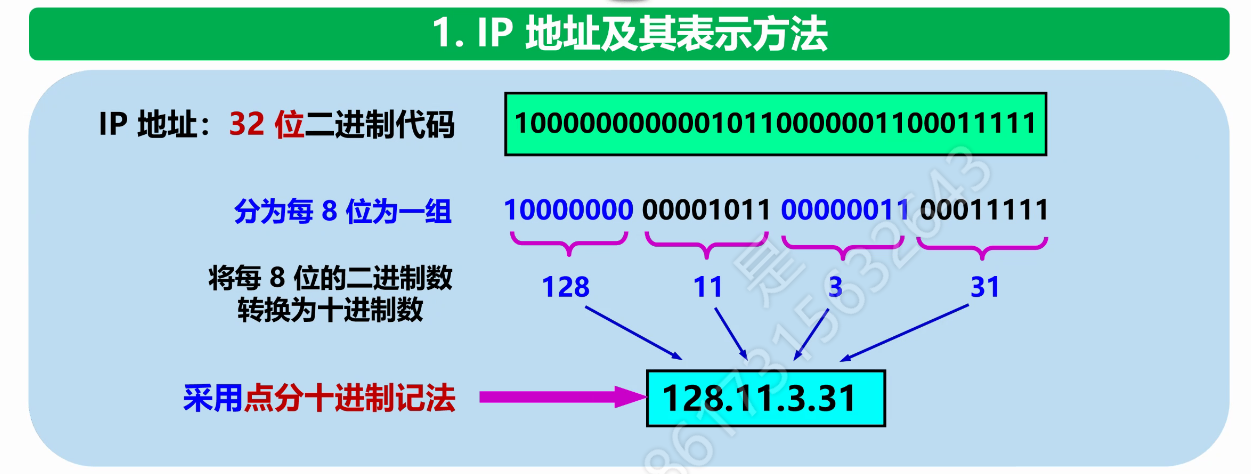 1. IP 地址及其表示方法
IP 地址：32 位二进制代码
10000000000010110000001100011111
分为每 8 位为一组
10000000 00001011 00000011 00011111
将每 8 位的二进制数
转换为十进制数
128 11 3 31
采用点分十进制记法
128.11.3.31